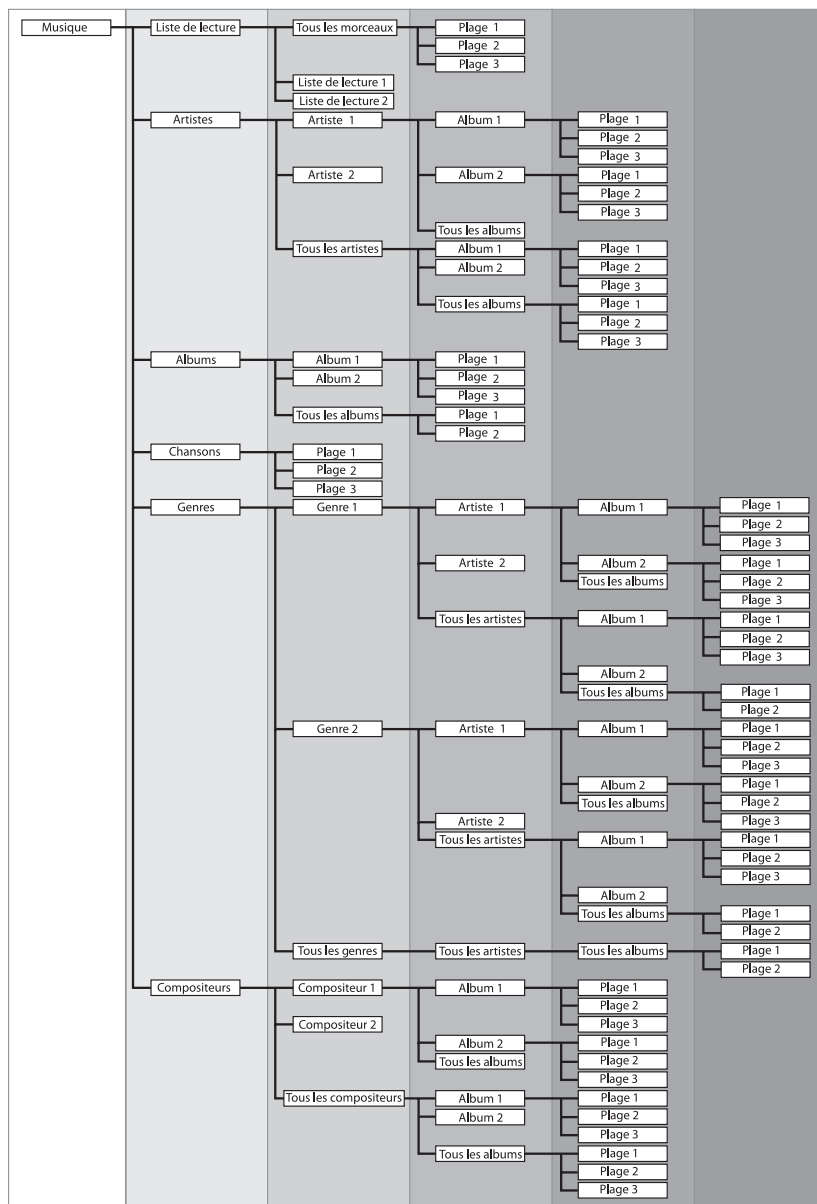 Musique Liste de lecture Tous les morceaux Plage 1
Plage 2
Plage 3
Liste de lecture 1
Liste de lecture 2
Artistes Artiste 1 Album 1 Plage 1
Plage 2
Plage 3
Artiste 2 Album 2 Plage 1
Plage 2
Plage 3
Tous les albums
Tous les artistes Album 1 Plage 1
Album 2 Plage 2
Plage 3
Tous les albums Plage 1
Plage 2
Plage 3
Albums Album 1 Plage 1
Album 2 Plage 2
Plage 3
Tous les albums Plage 1
Plage 2
Chansons Plage 1
Plage 2
Plage 3
Genres Genre 1 Artiste 1 Album 1 Plage 1
Plage 2
Plage 3
Artiste 2 Album 2 Plage 1
Tous les albums Plage 2
Plage 3
Tous les artistes Album 1 Plage 1
Plage 2
Plage 3
Album 2
Tous les albums Plage 1
Plage 2
Genre 2 Artiste 1 Album 1 Plage 1
Plage 2
Plage 3
Album 2 Plage 1
Tous les albums Plage 2
Artiste 2 Plage 3
Tous les artistes Album 1 Plage 1
Plage 2
Plage 3
Album 2
Tous les albums Plage 1
Plage 2
Tous les genres Tous les artistes Tous les albums Plage 1
Plage 2
Compositeurs Compositeur 1 Album 1 Plage 1
Plage 2
Compositeur 2 Plage 3
Album 2 Plage 1
Tous les albums Plage 2
Plage 3
Tous les compositeurs Album 1 Plage 1
Album 2 Plage 2
Plage 3
Tous les albums Plage 1
Plage 2
Plage 3